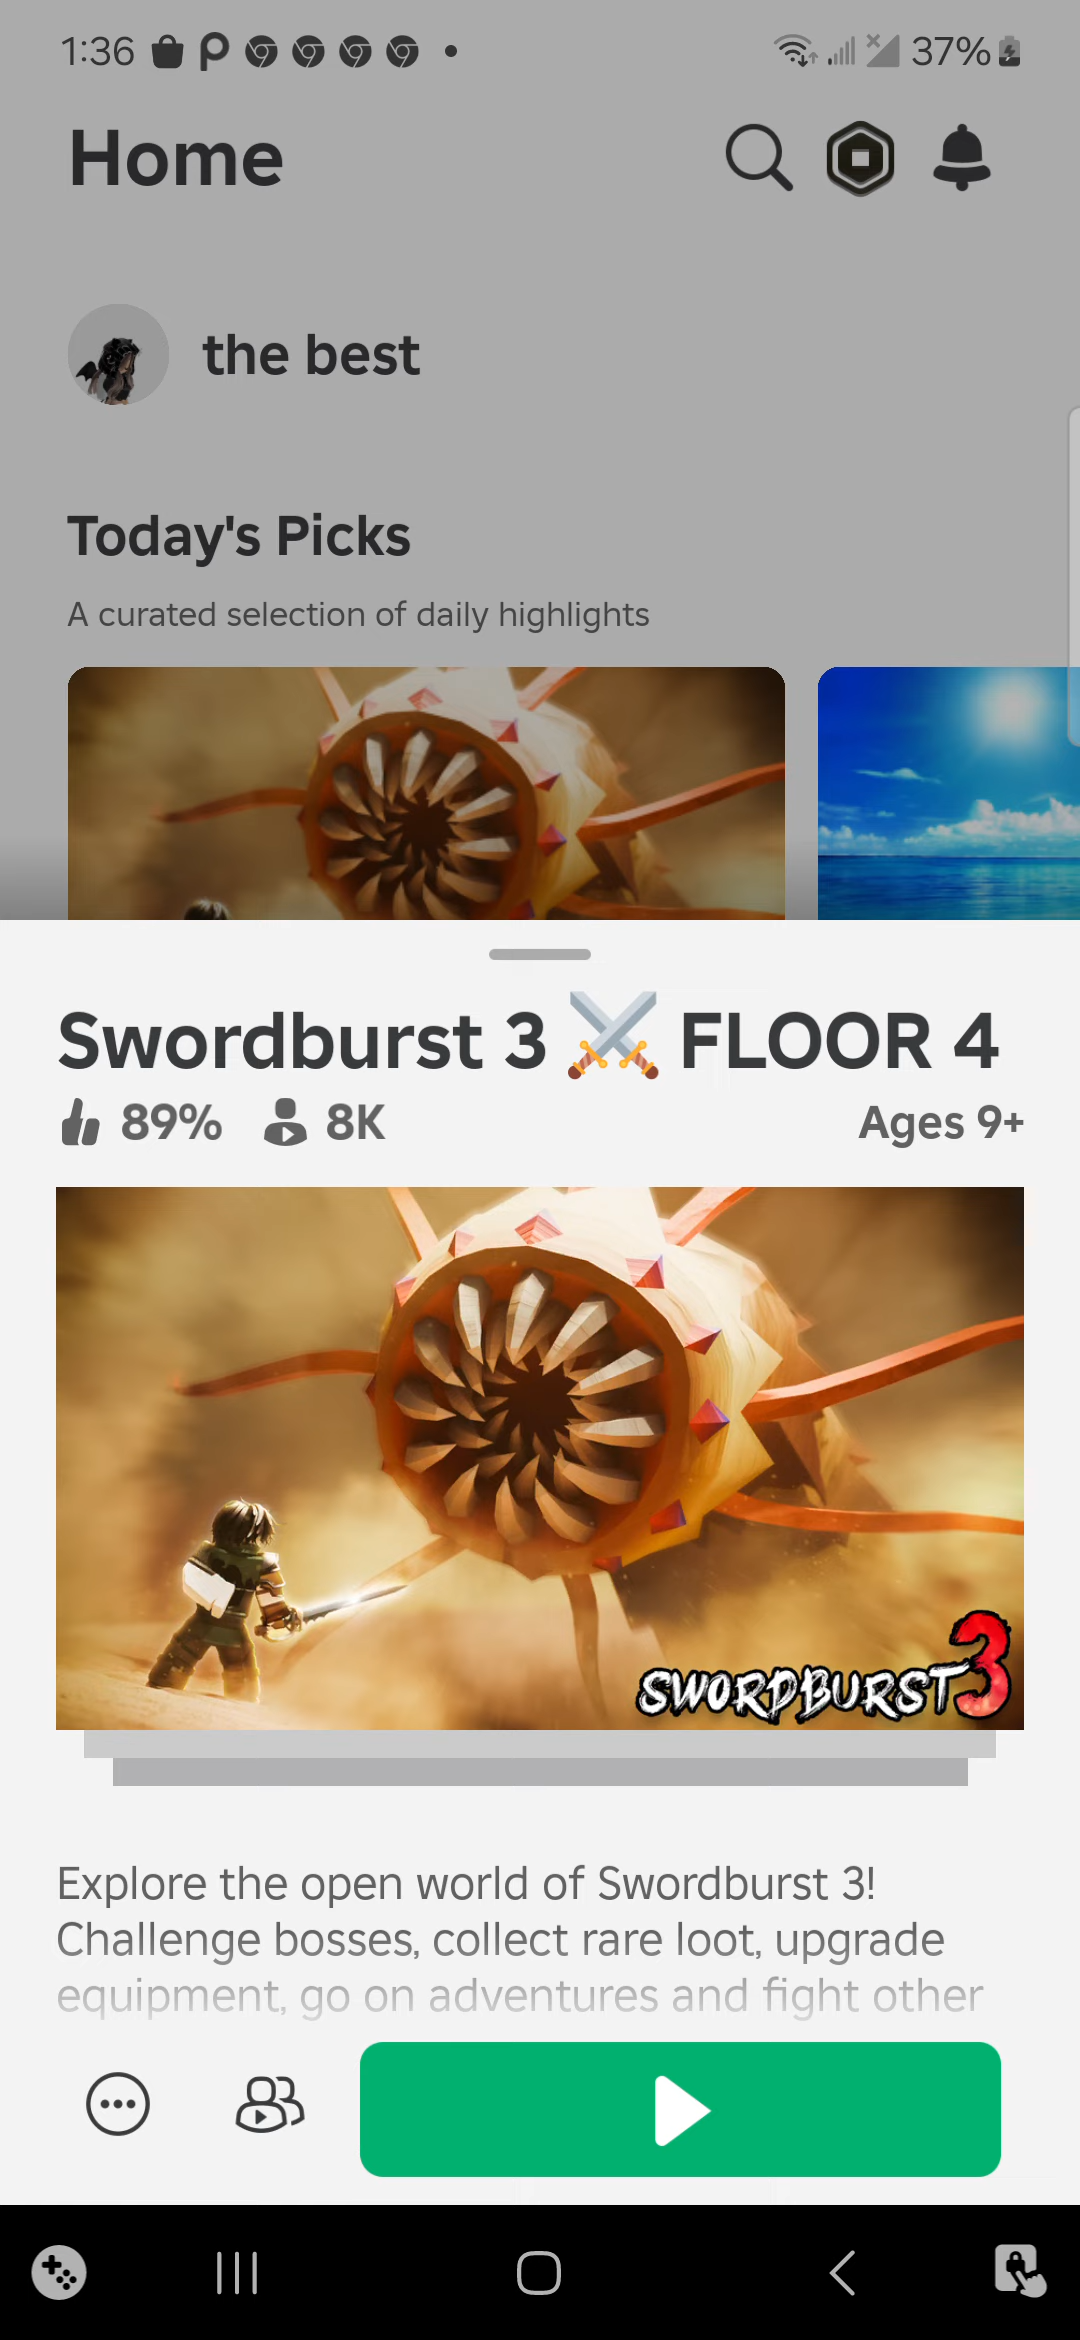 1:36
37%
Home
the best
Today's Picks
A curated selection of daily highlights
Swordburst 3 ⚔️ FLOOR 4
89% 8K Ages 9+
SWORDBURST 3
Explore the open world of Swordburst 3!
Challenge bosses, collect rare loot, upgrade
equipment, go on adventures and fight other